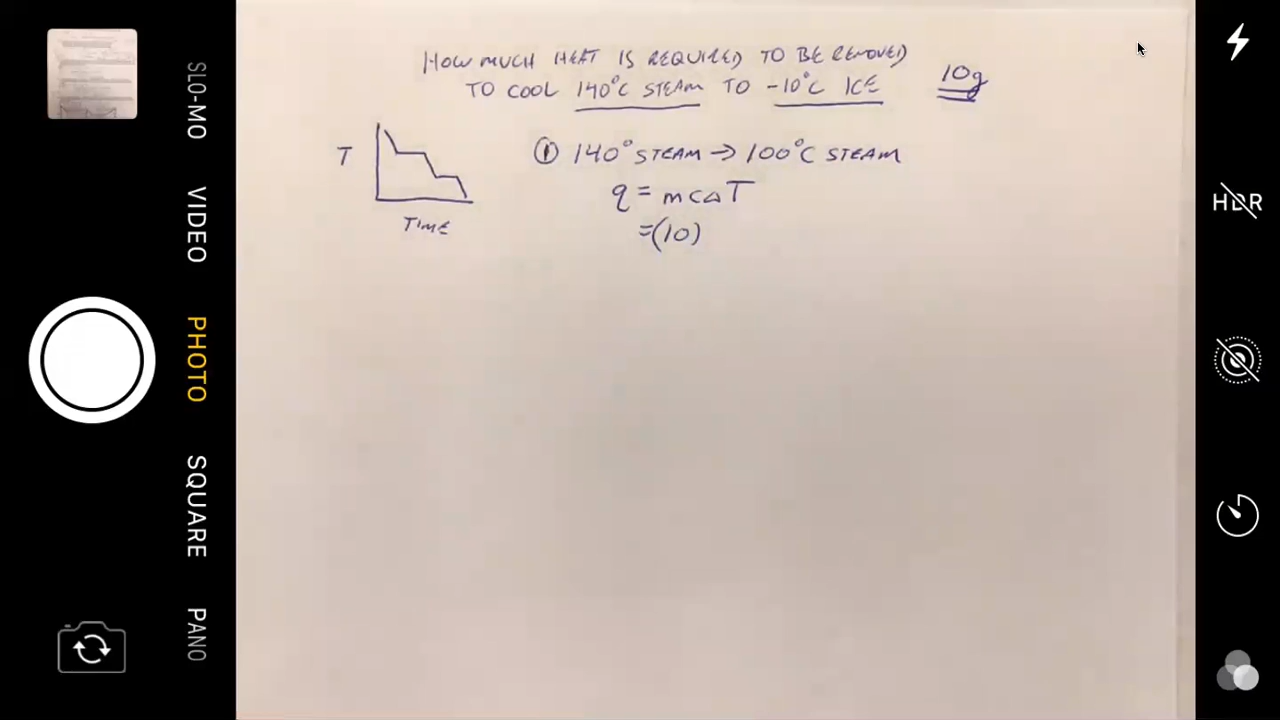 HOW MUCH HEAT IS REQUIRED TO BE REMOVED
TO COOL 140°C STEAM TO -10°C ICE
10g
T
TIME
① 140° STEAM → 100°C STEAM
q = mc△T
=(10)
SLO-MO
VIDEO
PHOTO
SQUARE
PANO
HDR